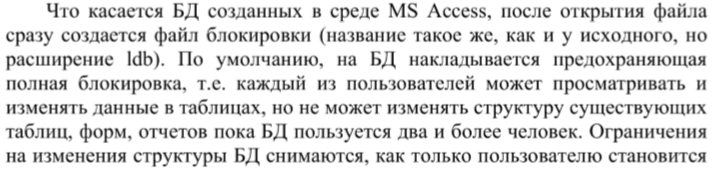 Что касается БД созданных в среде MS Access, после открытия файла
сразу создается файл блокировки (название такое же, как и у исходного, но
расширение ldb). По умолчанию, на БД накладывается предохраняющая
полная блокировка, т.е. каждый из пользователей может просматривать и
изменять данные в таблицах, но не может изменять структуру существующих
таблиц, форм, отчетов пока БД пользуется два и более человек. Ограничения
на изменения структуры БД снимаются, как только пользователю становится